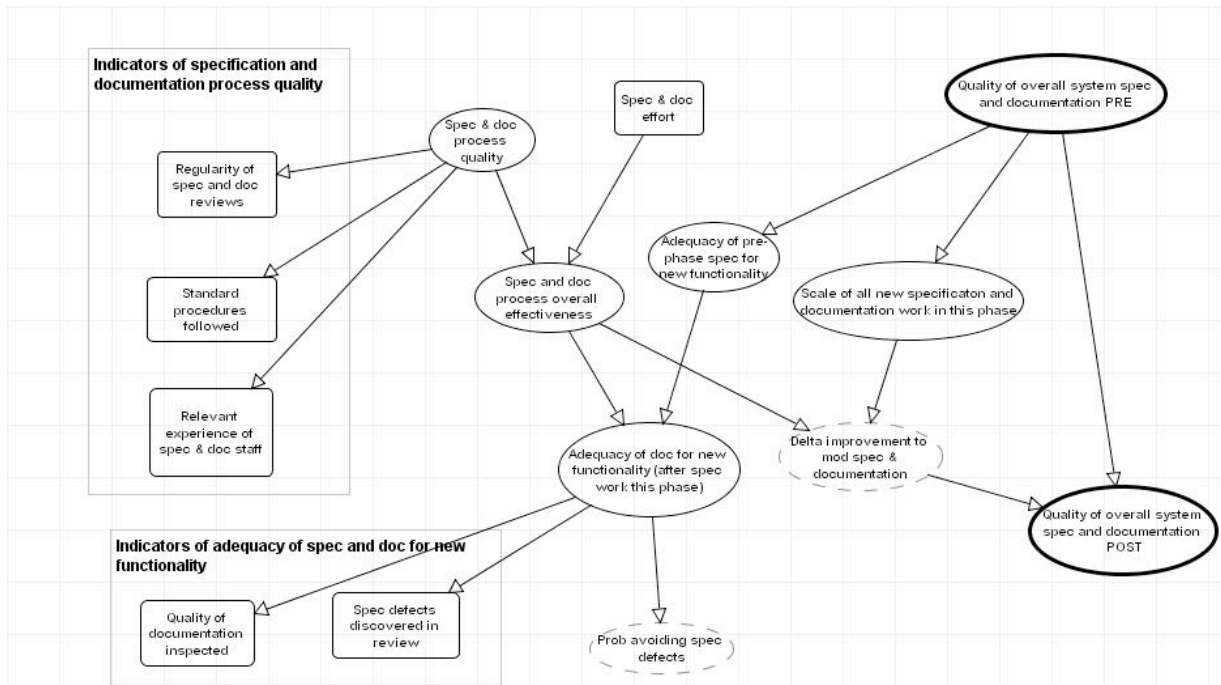 Indicators of specification and
documentation process quality
Regularity of
spec and doc
reviews
Standard
procedures
followed
Relevant
experience of
spec & doc staff
Spec & doc
process
quality
Spec & doc
effort
Quality of overall system spec
and documentation PRE
Adequacy of pre-
phase spec for
new functionality
Spec and doc
process overall
effectiveness
Scale of all new specificaton and
documentation work in this phase
Adequacy of doc for new
functionality (after spec
work this phase)
Delta improvement to
mod spec &
documentation
Quality of overall system
spec and documentation
POST
Indicators of adequacy of spec and doc for new
functionality
Quality of
documentation
inspected
Spec defects
discovered in
review
Prob avoiding spec
defects